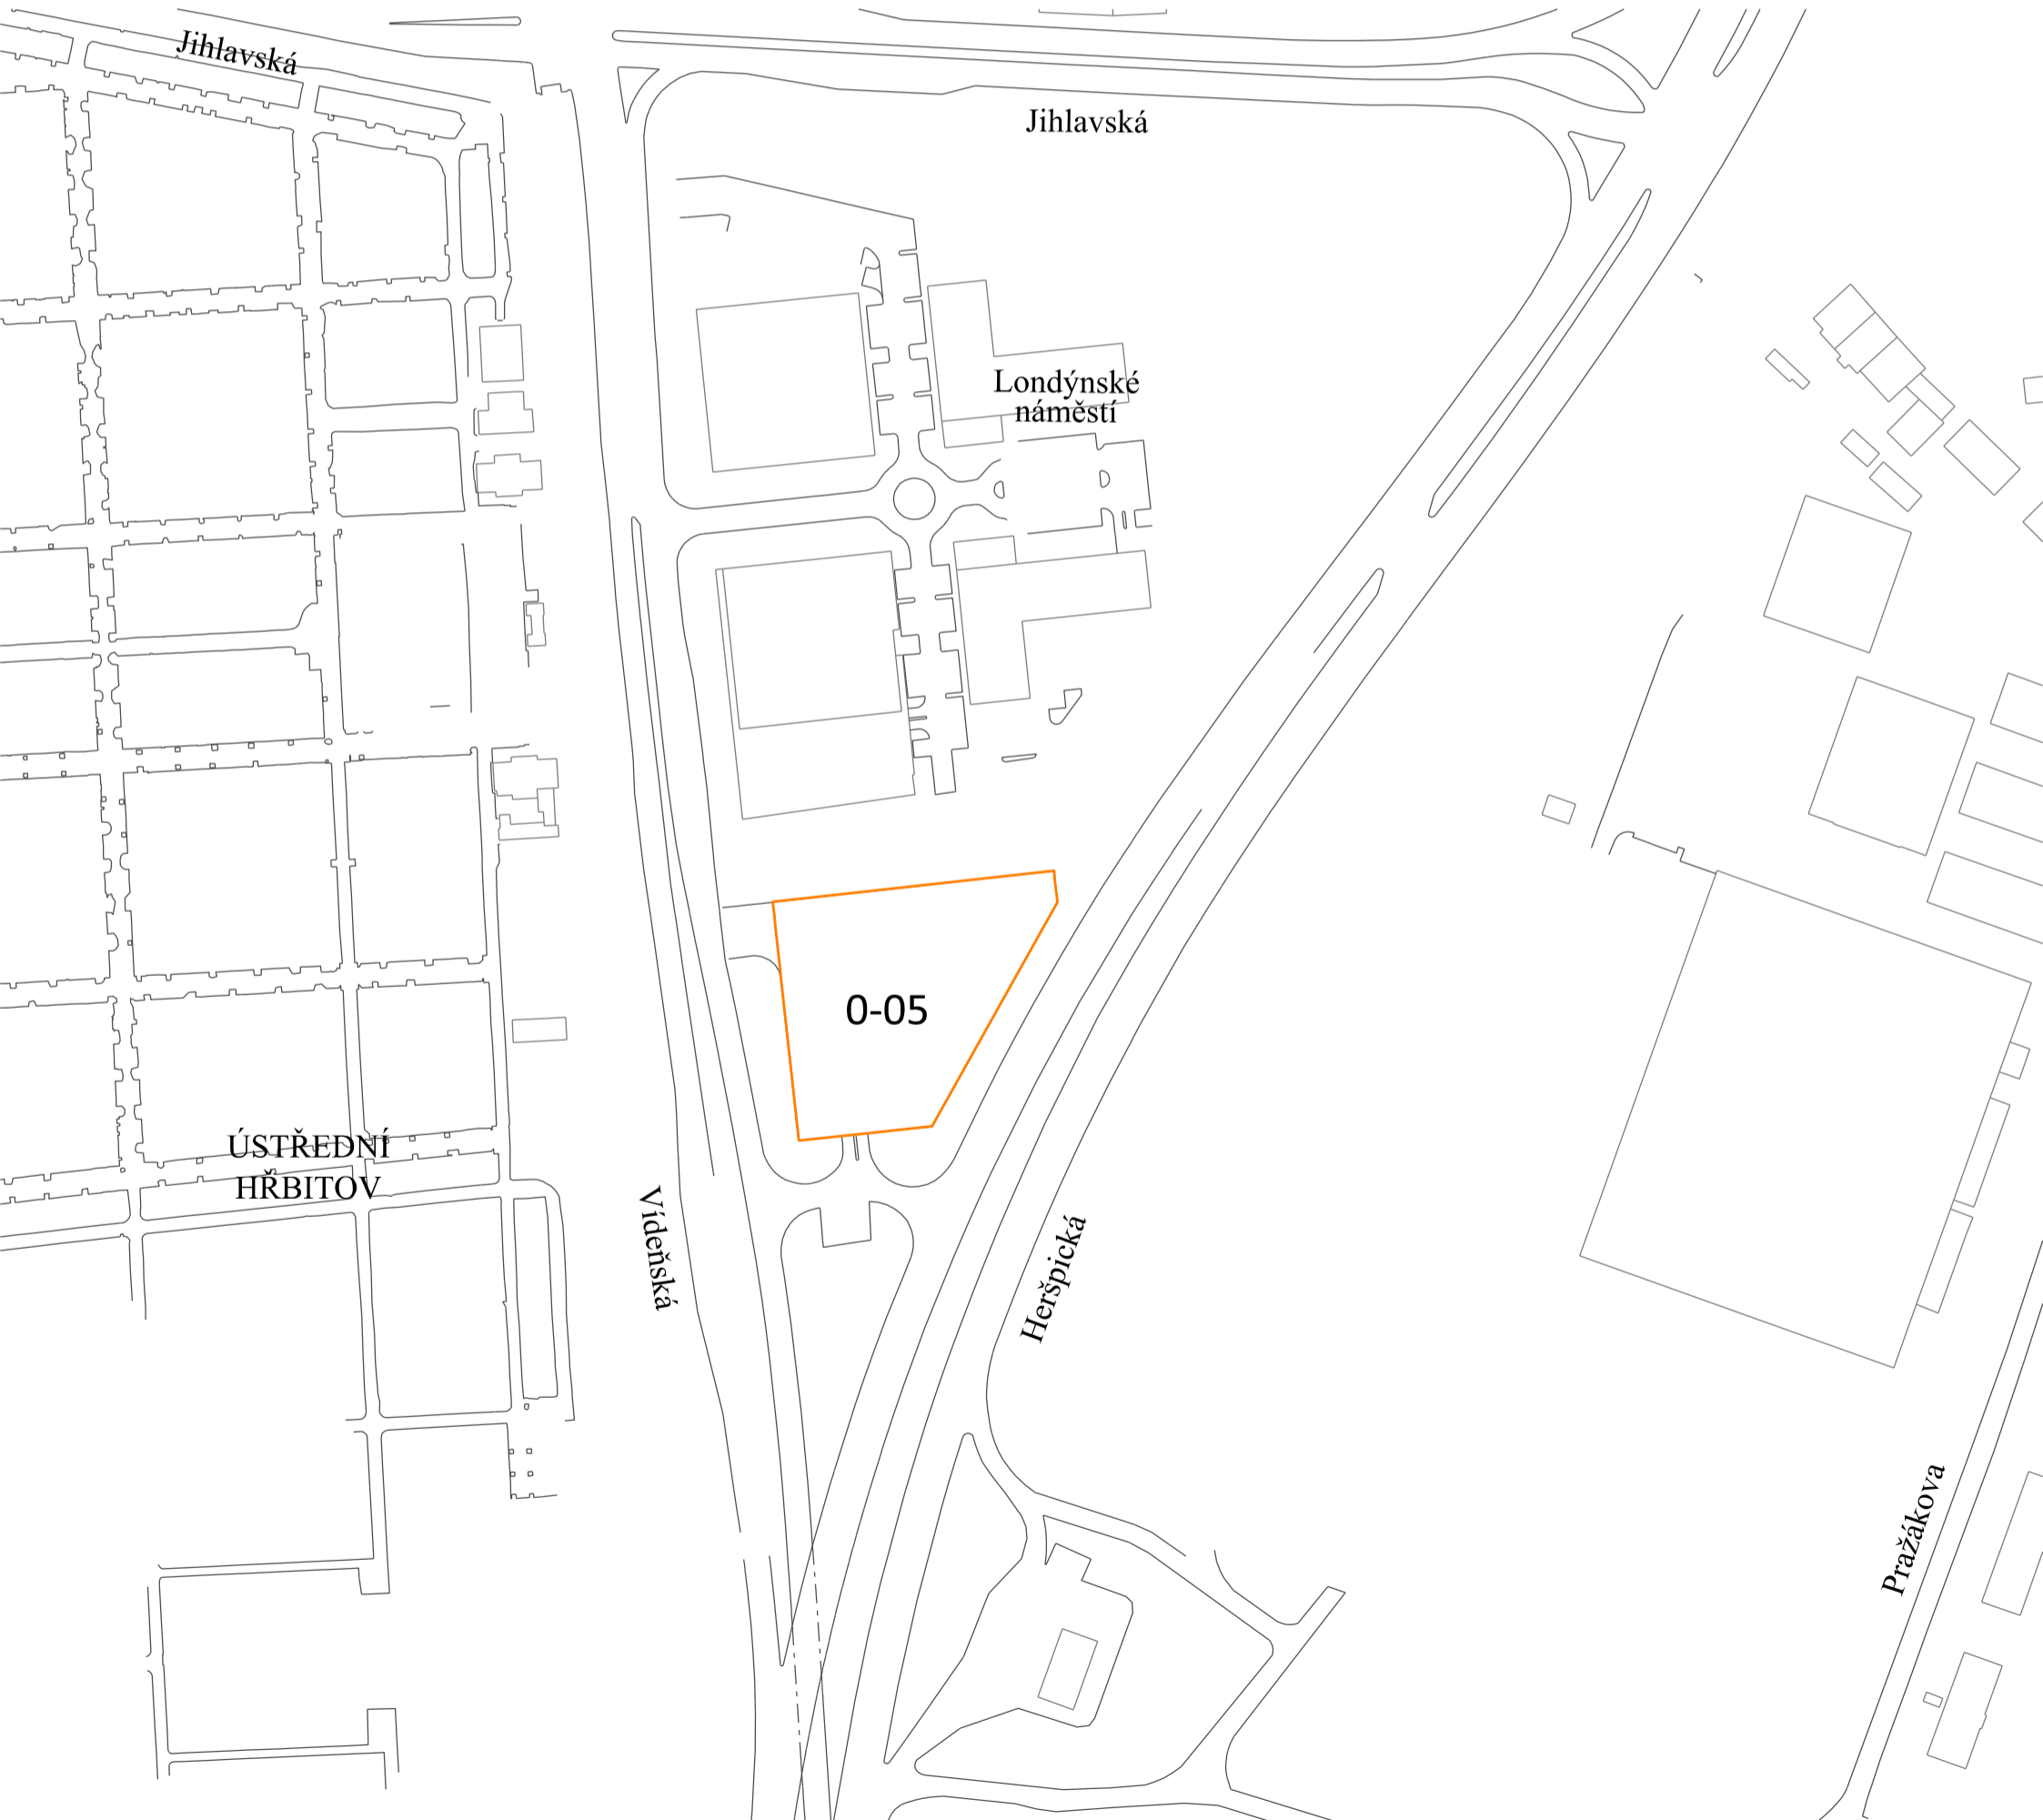 Jihlavská
Jihlavská
Londýnské
náměstí
0-05
ÚSTŘEDNÍ
HŘBITOV
Vídeňská
Heršpická
Pražákova